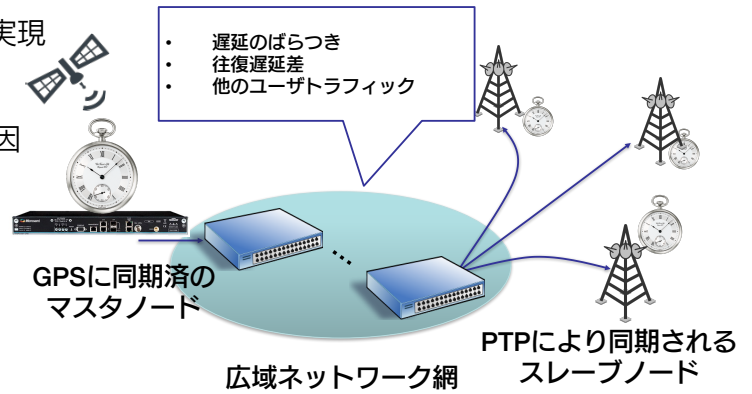 実現
因
• 遅延のばらつき
• 往復遅延差
• 他のユーザトラフィック
GPSに同期済の
マスタノード
広域ネットワーク網
PTPにより同期される
スレーブノード